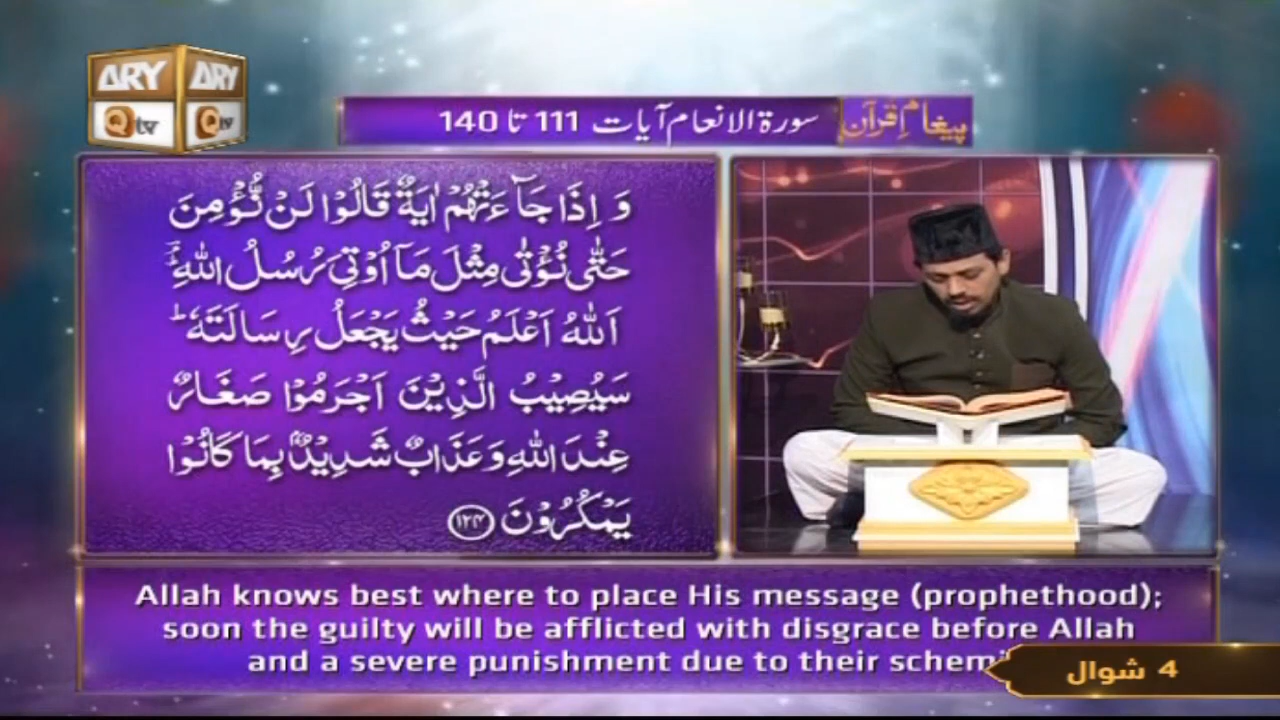 ARY ARY
Qtv Qtv
سورۃ الانعام آیات 111 تا 140
پیغامِ قرآن
وَ اِذَا جَآءَتْهُمْ اٰیَةٌ قَالُوْا لَنْ نُّؤْمِنَ
حَتّٰى نُؤْتٰى مِثْلَ مَاۤ اُوْتِیَ رُسُلُ اللّٰهِ ؔۘ
اَللّٰهُ اَعْلَمُ حَیْثُ یَجْعَلُ رِسَالَتَهٗ ؕ
سَیُصِیْبُ الَّذِیْنَ اَجْرَمُوْا صَغَارٌ
عِنْدَ اللّٰهِ وَ عَذَابٌ شَدِیْدٌۢ بِمَا كَانُوْا
یَمْكُرُوْنَ ﴿۱۲۴﴾
Allah knows best where to place His message (prophethood);
soon the guilty will be afflicted with disgrace before Allah
and a severe punishment due to their schemi
4 شوال